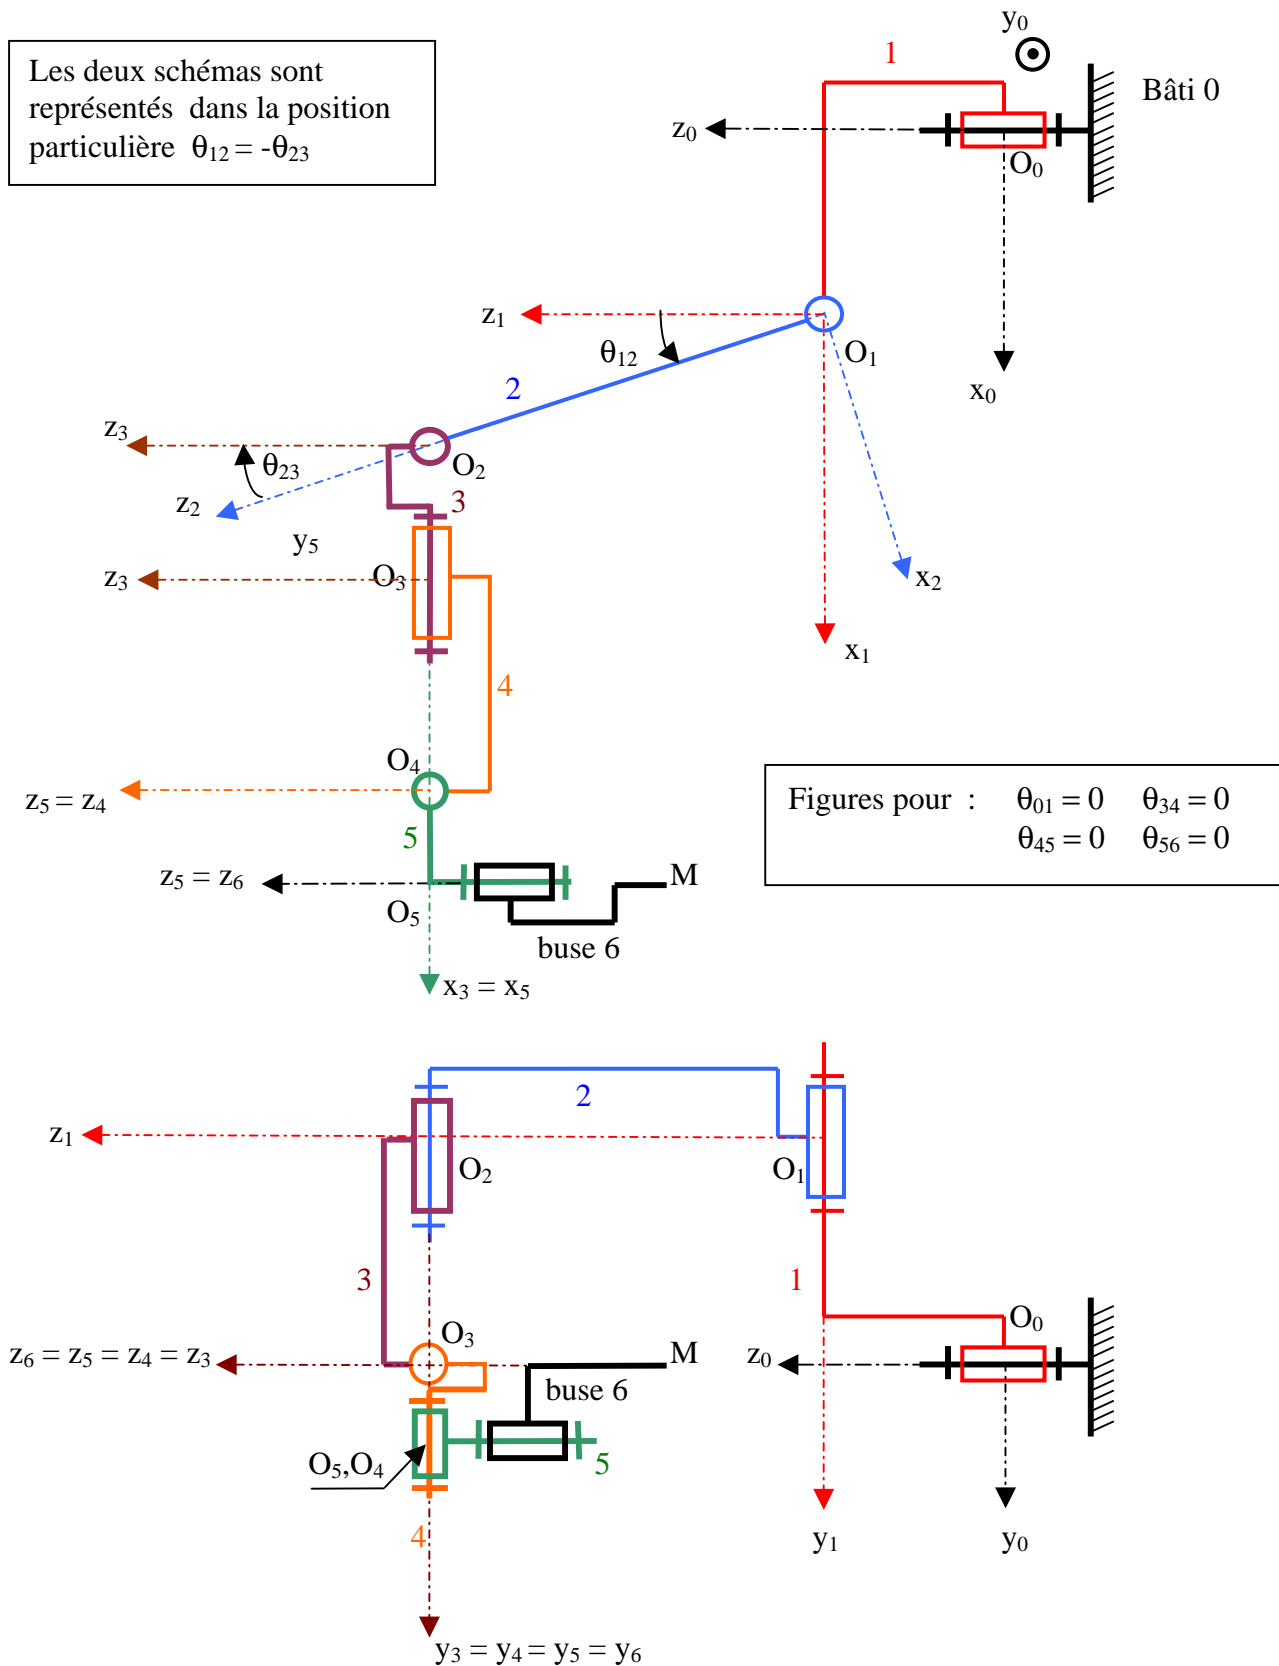 Les deux schémas sont
représentés dans la position
particulière θ12 = -θ23
y0
1
Bâti 0
z0
O0
z1
θ12
O1
x0
2
z3
θ23
O2
z2
3
y5
z3
O3
x2
x1
4
O4
z5 = z4
Figures pour : θ01 = 0 θ34 = 0
θ45 = 0 θ56 = 0
5
z5 = z6
M
O5
buse 6
x3 = x5
2
z1
O2
O1
3
1
O3
O0
z6 = z5 = z4 = z3
M
z0
buse 6
O5,O4
5
4
y1
y0
y3 = y4 = y5 = y6